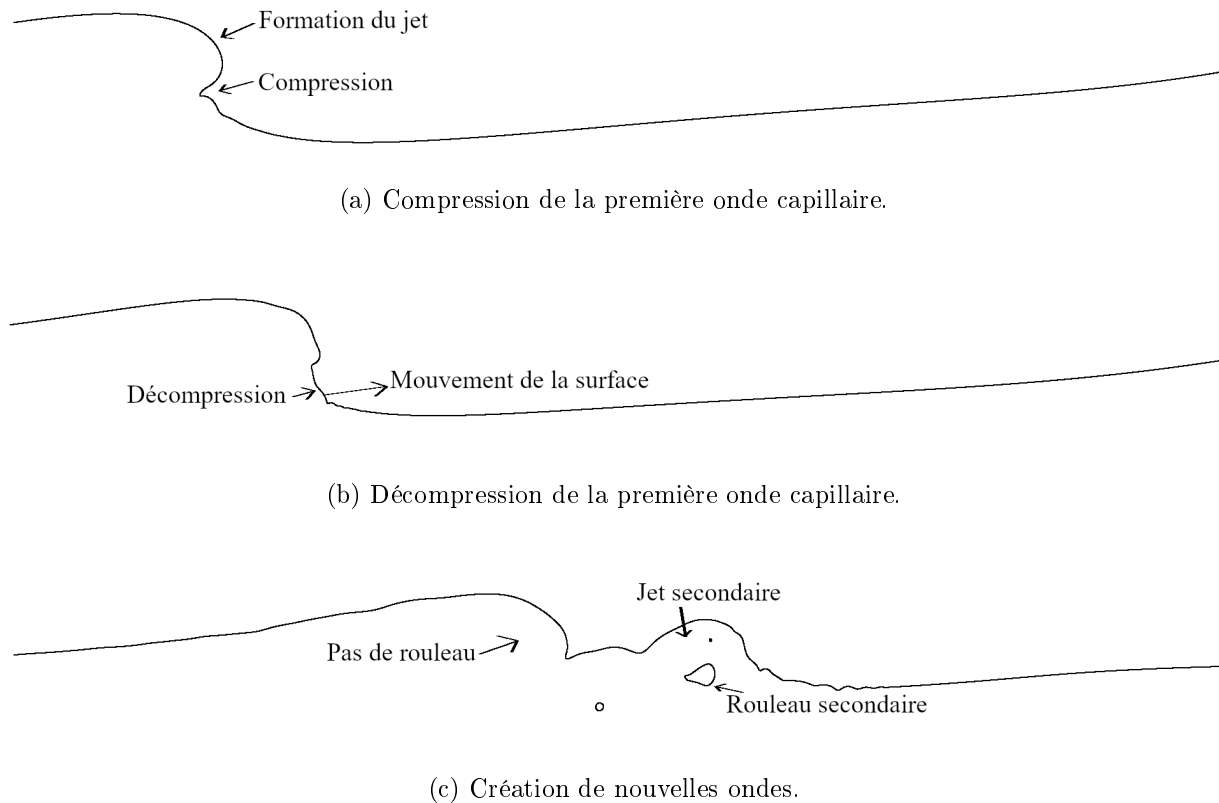 Formation du jet
Compression
(a) Compression de la première onde capillaire.
Décompression
Mouvement de la surface
(b) Décompression de la première onde capillaire.
Jet secondaire
Pas de rouleau
Rouleau secondaire
(c) Création de nouvelles ondes.